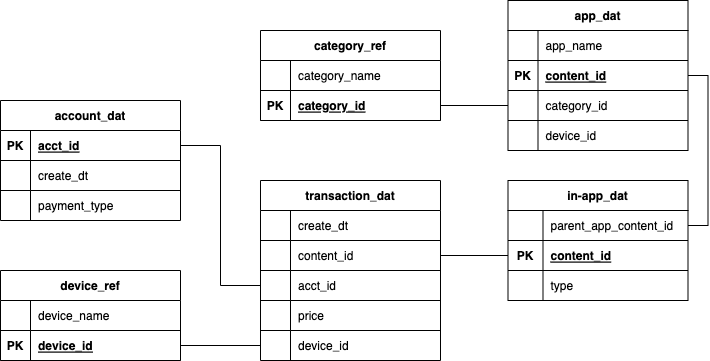 app_dat
app_name
PK content_id
category_id
device_id
category_ref
category_name
PK category_id
account_dat
PK acct_id
create_dt
payment_type
transaction_dat
create_dt
content_id
acct_id
price
device_id
in-app_dat
parent_app_content_id
PK content_id
type
device_ref
device_name
PK device_id